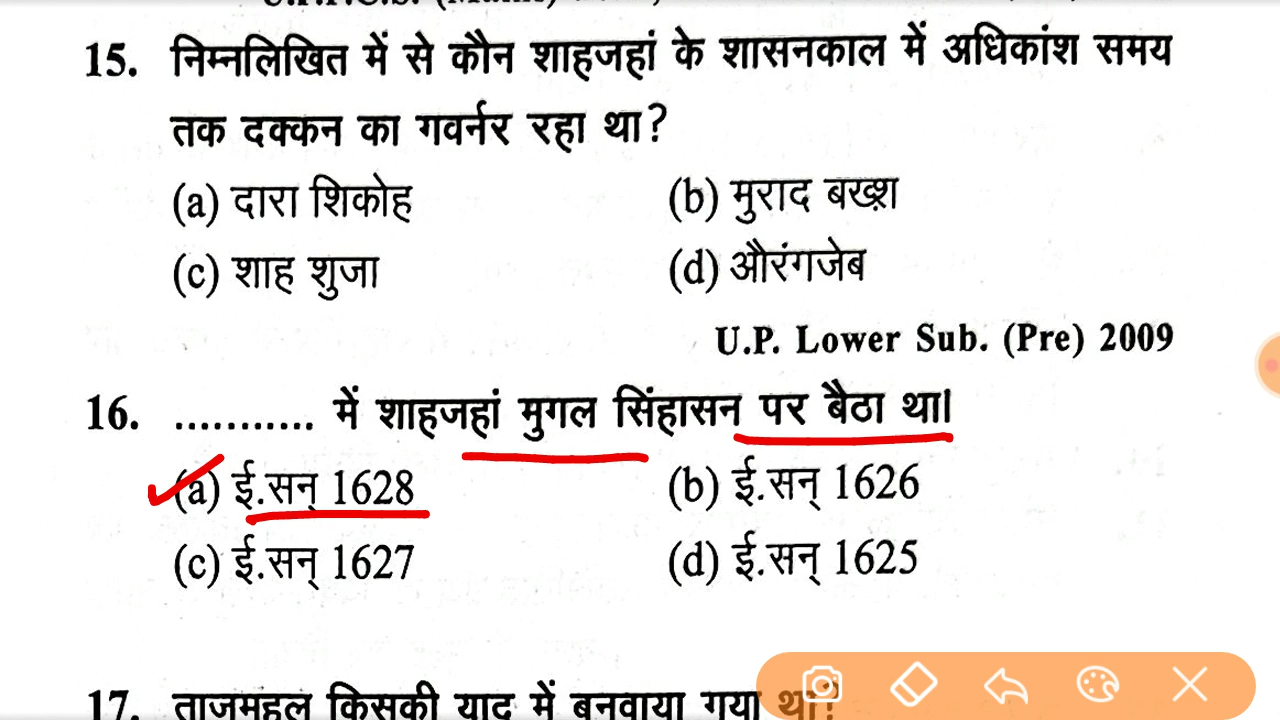 15. निम्नलिखित में से कौन शाहजहां के शासनकाल में अधिकांश समय
तक दक्कन का गवर्नर रहा था?
(a) दारा शिकोह (b) मुराद बख्श
(c) शाह शुजा (d) औरंगजेब
U.P. Lower Sub. (Pre) 2009
16. ............ में शाहजहां मुगल सिंहासन पर बैठा था।
(a) ई.सन् 1628 (b) ई.सन् 1626
(c) ई.सन् 1627 (d) ई.सन् 1625
17. ताजमहल किसकी याद में बनवाया गया था?